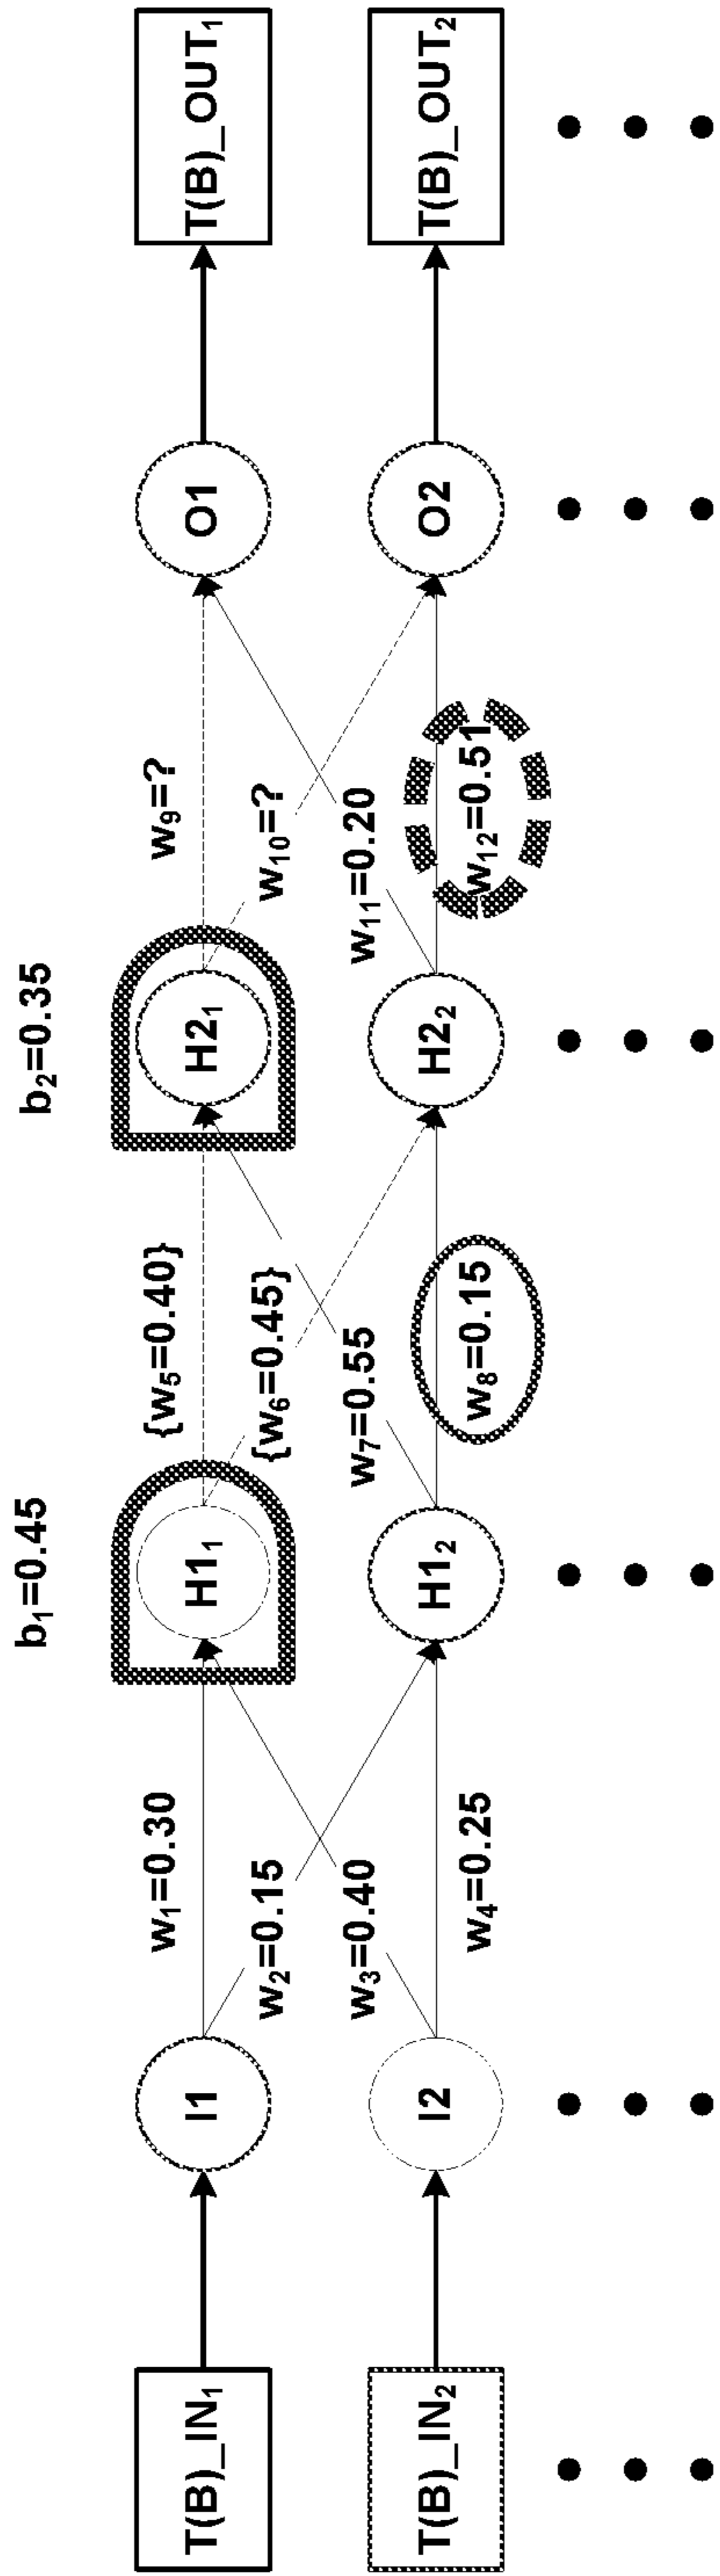 b₁=0.45
b₂=0.35
T(B)_IN₁
I1
w₁=0.30
H1₁
{w₅=0.40}
H2₁
w₉=?
O1
T(B)_OUT₁
w₂=0.15
{w₆=0.45}
w₁₀=?
w₃=0.40
w₇=0.55
w₁₁=0.20
T(B)_IN₂
I2
w₄=0.25
H1₂
w₈=0.15
H2₂
w₁₂=0.51
O2
T(B)_OUT₂